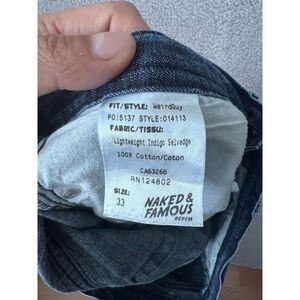 FIT/STYLE: WeirdGuy
PO:5137 STYLE:014113
FABRIC/TISSU:
Lightweight Indigo Selvedge
100% Cotton/Coton
CA53268
RN124802
SIZE:
33
NAKED &
FAMOUS
DENIM